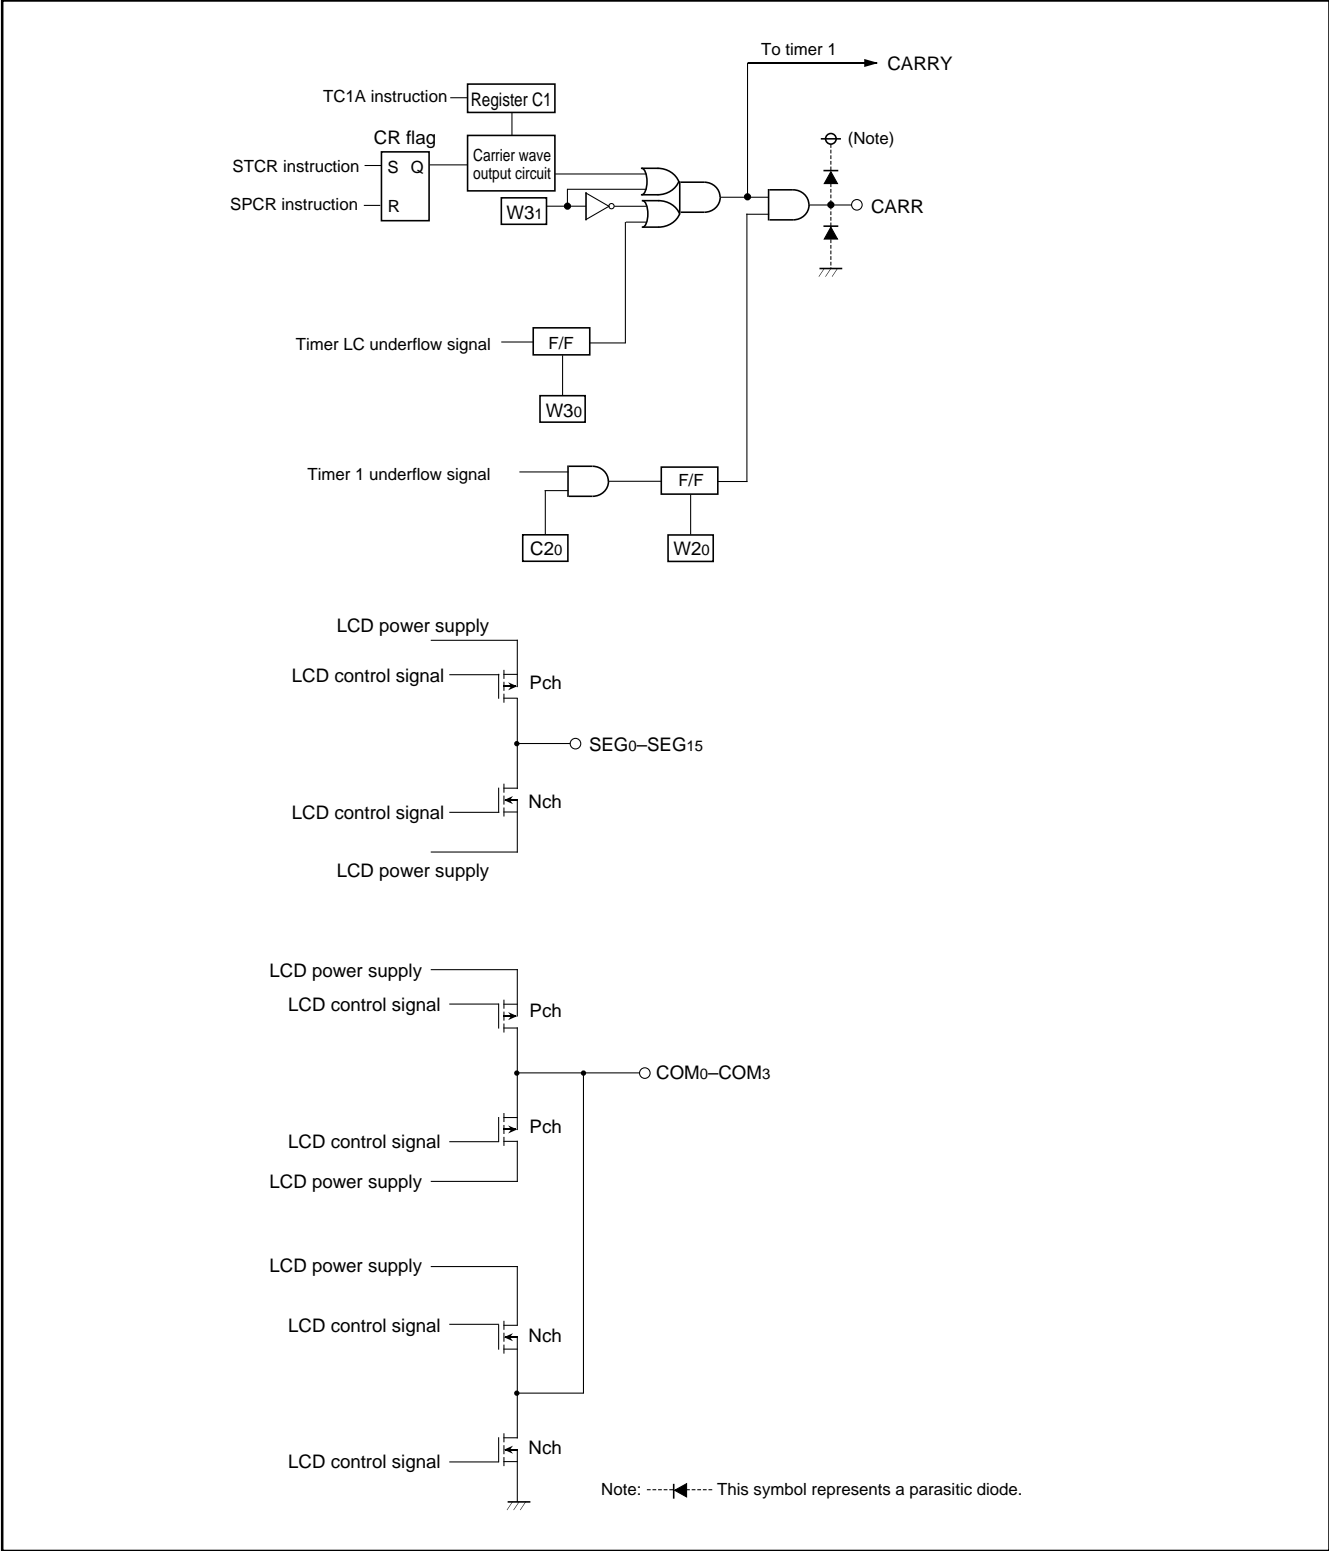 To timer 1
CARRY
TC1A instruction
Register C1
CR flag
(Note)
STCR instruction
S Q
Carrier wave
output circuit
SPCR instruction
R
W31
CARR
Timer LC underflow signal
F/F
W30
Timer 1 underflow signal
F/F
C20
W20
LCD power supply
LCD control signal
Pch
SEG0–SEG15
Nch
LCD control signal
LCD power supply
LCD power supply
LCD control signal
Pch
COM0–COM3
Pch
LCD control signal
LCD power supply
LCD power supply
LCD control signal
Nch
Nch
LCD control signal
Note: This symbol represents a parasitic diode.